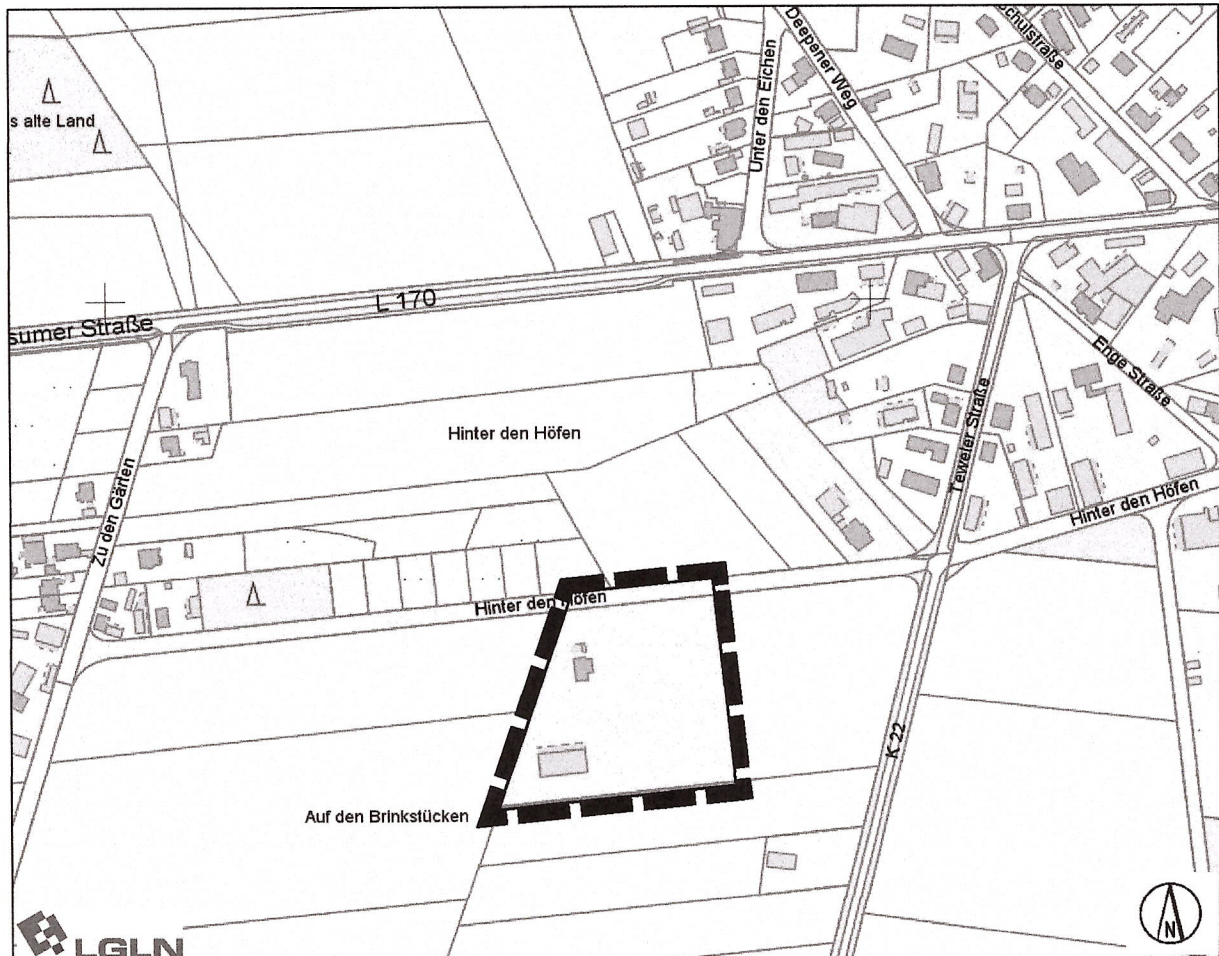 Schulstraße
Deepener Weg
Unter den Eichen
s alte Land
L 170
sumer Straße
Enge Straße
Teweler Straße
Hinter den Höfen
Zu den Gärten
Hinter den Höfen
Hinter den Höfen
K 22
Auf den Brinkstücken
N
LGLN